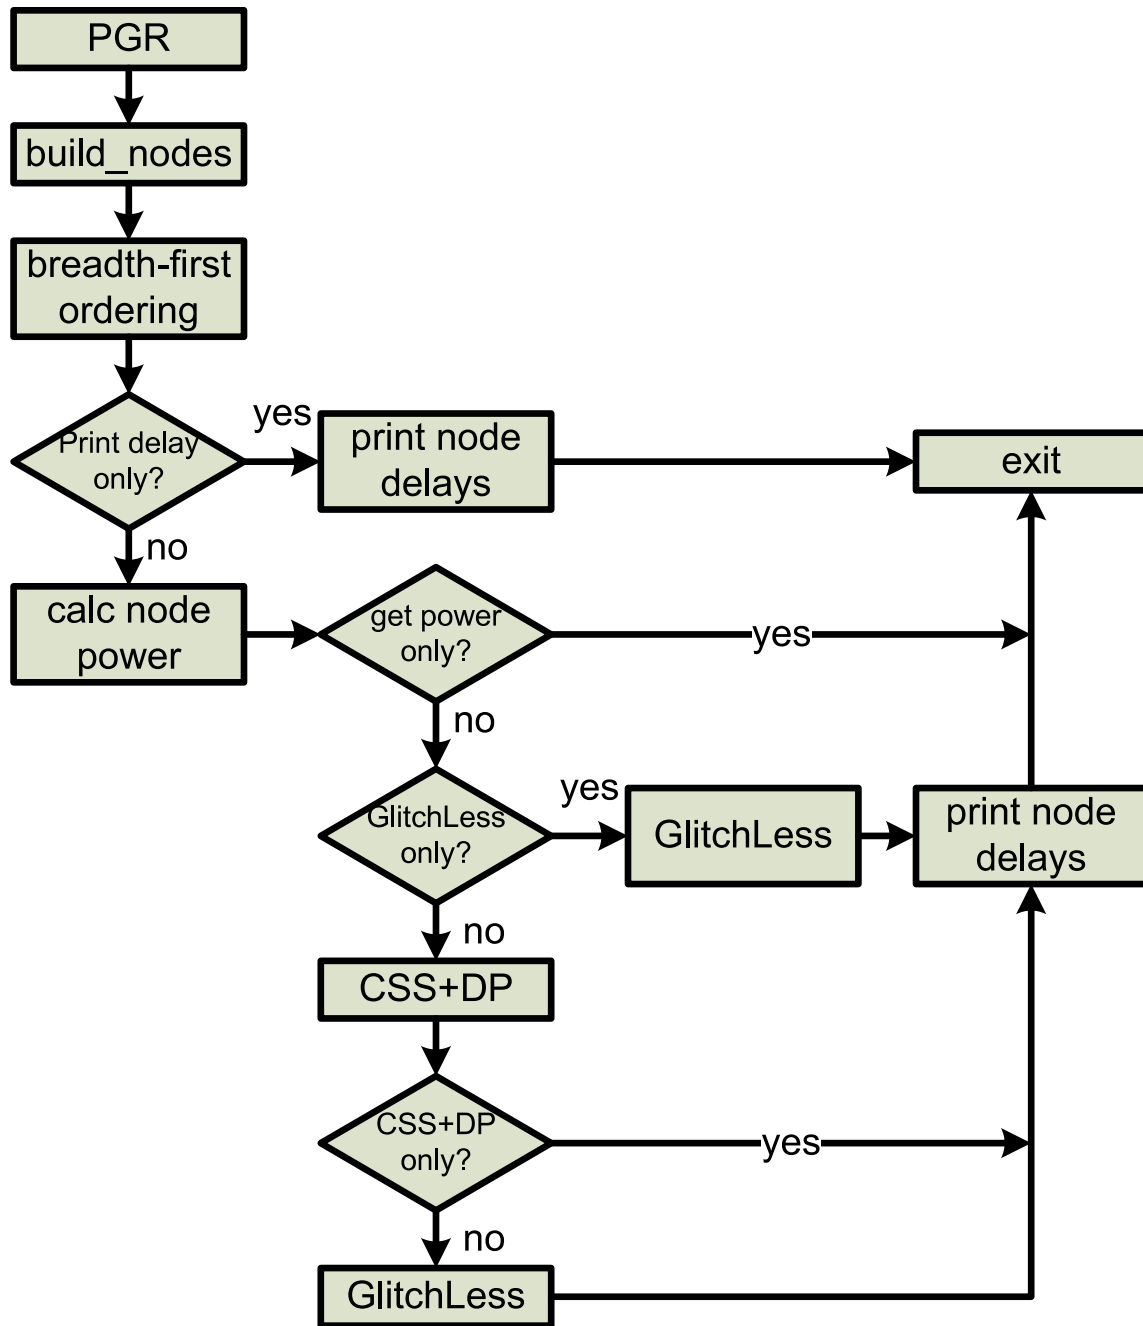 PGR
build_nodes
breadth-first
ordering
Print delay
only?
yes
print node
delays
exit
no
calc node
power
get power
only?
yes
no
GlitchLess
only?
yes
GlitchLess
print node
delays
no
CSS+DP
CSS+DP
only?
yes
no
GlitchLess